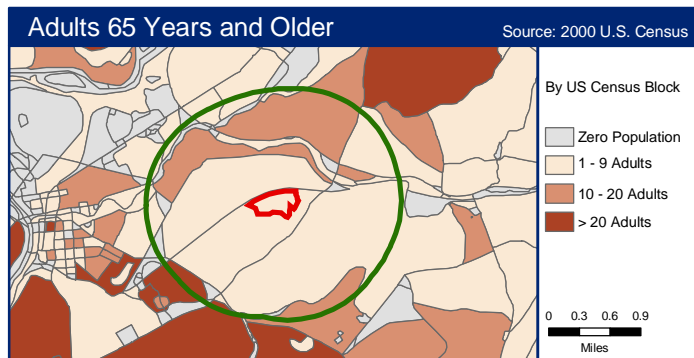 Adults 65 Years and Older
Source: 2000 U.S. Census
By US Census Block
Zero Population
1 - 9 Adults
10 - 20 Adults
> 20 Adults
0 0.3 0.6 0.9
Miles